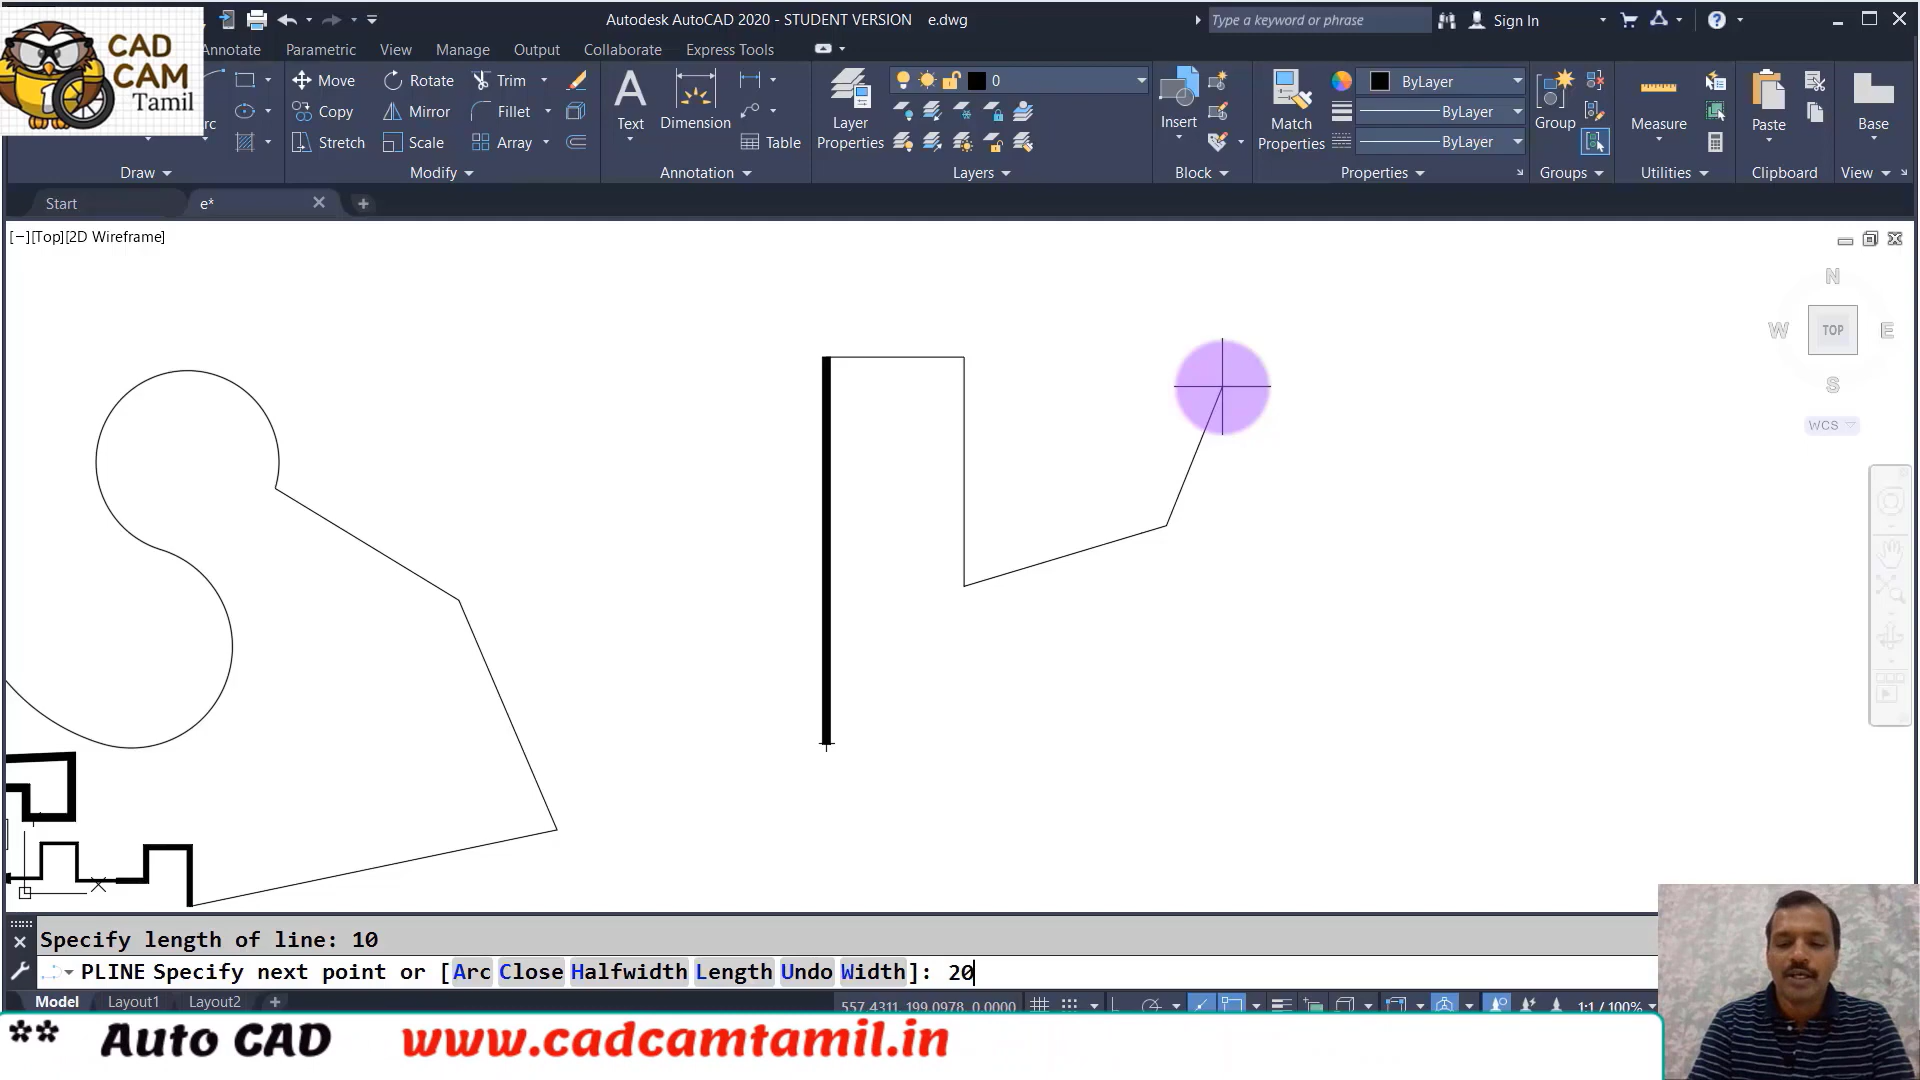 CAD
CAM
Tamil
Autodesk AutoCAD 2020 - STUDENT VERSION e.dwg
Type a keyword or phrase
Sign In
Annotate Parametric View Manage Output Collaborate Express Tools
Move Rotate Trim
Copy Mirror Fillet
Stretch Scale Array
Text Dimension Table
Layer
Properties
0
Insert
Match
Properties
ByLayer
ByLayer
ByLayer
Group Measure Paste Base
Draw Modify Annotation Layers Block Properties Groups Utilities Clipboard View
Start e*
[−][Top][2D Wireframe]
N
W TOP E
S
WCS
Specify length of line: 10
PLINE Specify next point or [Arc Close Halfwidth Length Undo Width]: 20
Model Layout1 Layout2 +
557.4311, 199.0978, 0.0000
1:1 / 100%
** Auto CAD www.cadcamtamil.in